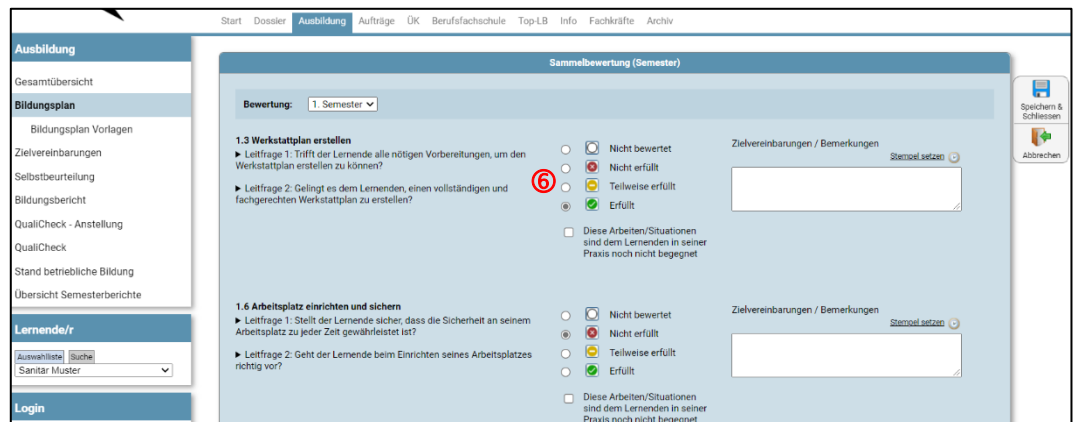 Start Dossier Ausbildung Aufträge ÜK Berufsfachschule Top-LB Info Fachkräfte Archiv
Ausbildung
Gesamtübersicht
Bildungsplan
Bildungsplan Vorlagen
Zielvereinbarungen
Selbstbeurteilung
Bildungsbericht
QualiCheck - Anstellung
QualiCheck
Stand betriebliche Bildung
Übersicht Semesterberichte
Lernende/r
Auswahlliste Suche
Sanitär Muster
Login
Sammelbewertung (Semester)
Bewertung: 1. Semester
1.3 Werkstattplan erstellen
▶ Leitfrage 1: Trifft der Lernende alle nötigen Vorbereitungen, um den
Werkstattplan erstellen zu können?
▶ Leitfrage 2: Gelingt es dem Lernenden, einen vollständigen und
fachgerechten Werkstattplan zu erstellen?
⑥
Nicht bewertet
Nicht erfüllt
Teilweise erfüllt
Erfüllt
Diese Arbeiten/Situationen
sind dem Lernenden in seiner
Praxis noch nicht begegnet
Zielvereinbarungen / Bemerkungen
Stempel setzen
1.6 Arbeitsplatz einrichten und sichern
▶ Leitfrage 1: Stellt der Lernende sicher, dass die Sicherheit an seinem
Arbeitsplatz zu jeder Zeit gewährleistet ist?
▶ Leitfrage 2: Geht der Lernende beim Einrichten seines Arbeitsplatzes
richtig vor?
Nicht bewertet
Nicht erfüllt
Teilweise erfüllt
Erfüllt
Diese Arbeiten/Situationen
sind dem Lernenden in seiner
Praxis noch nicht begegnet
Zielvereinbarungen / Bemerkungen
Stempel setzen
Speichern &
Schliessen
Abbrechen